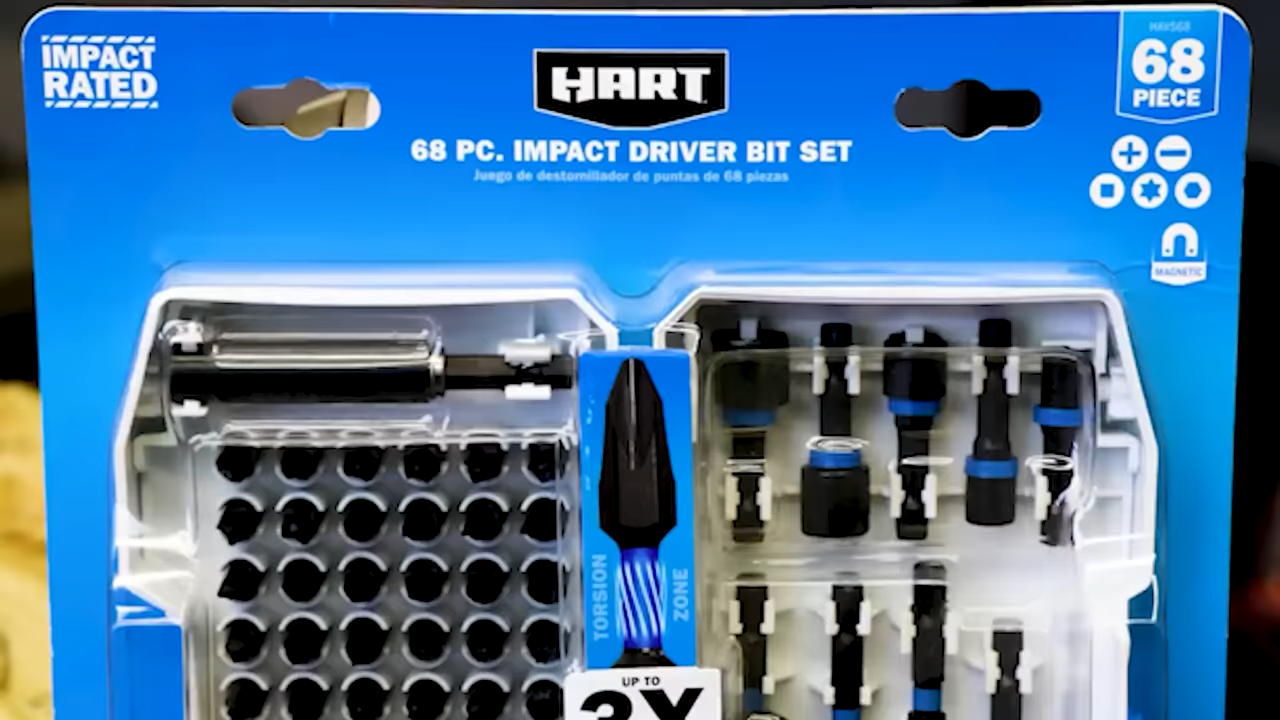 IMPACT
RATED
HART
68 PC. IMPACT DRIVER BIT SET
Juego de destornillador de puntas de 68 piezas
68
PIECE
MAGNETIC
TORSION
ZONE
UP TO
3X